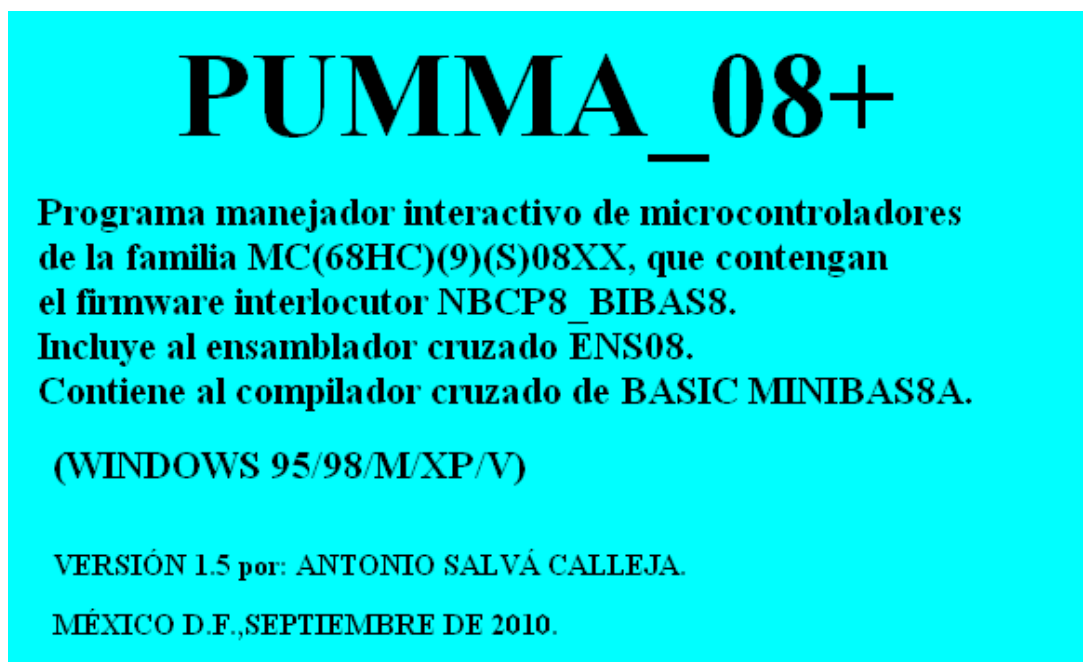 PUMMA_08+
Programa manejador interactivo de microcontroladores
de la familia MC(68HC)(9)(S)08XX, que contengan
el firmware interlocutor NBCP8_BIBAS8.
Incluye al ensamblador cruzado ENS08.
Contiene al compilador cruzado de BASIC MINIBAS8A.
(WINDOWS 95/98/M/XP/V)
VERSIÓN 1.5 por: ANTONIO SALVÁ CALLEJA.
MÉXICO D.F.,SEPTIEMBRE DE 2010.